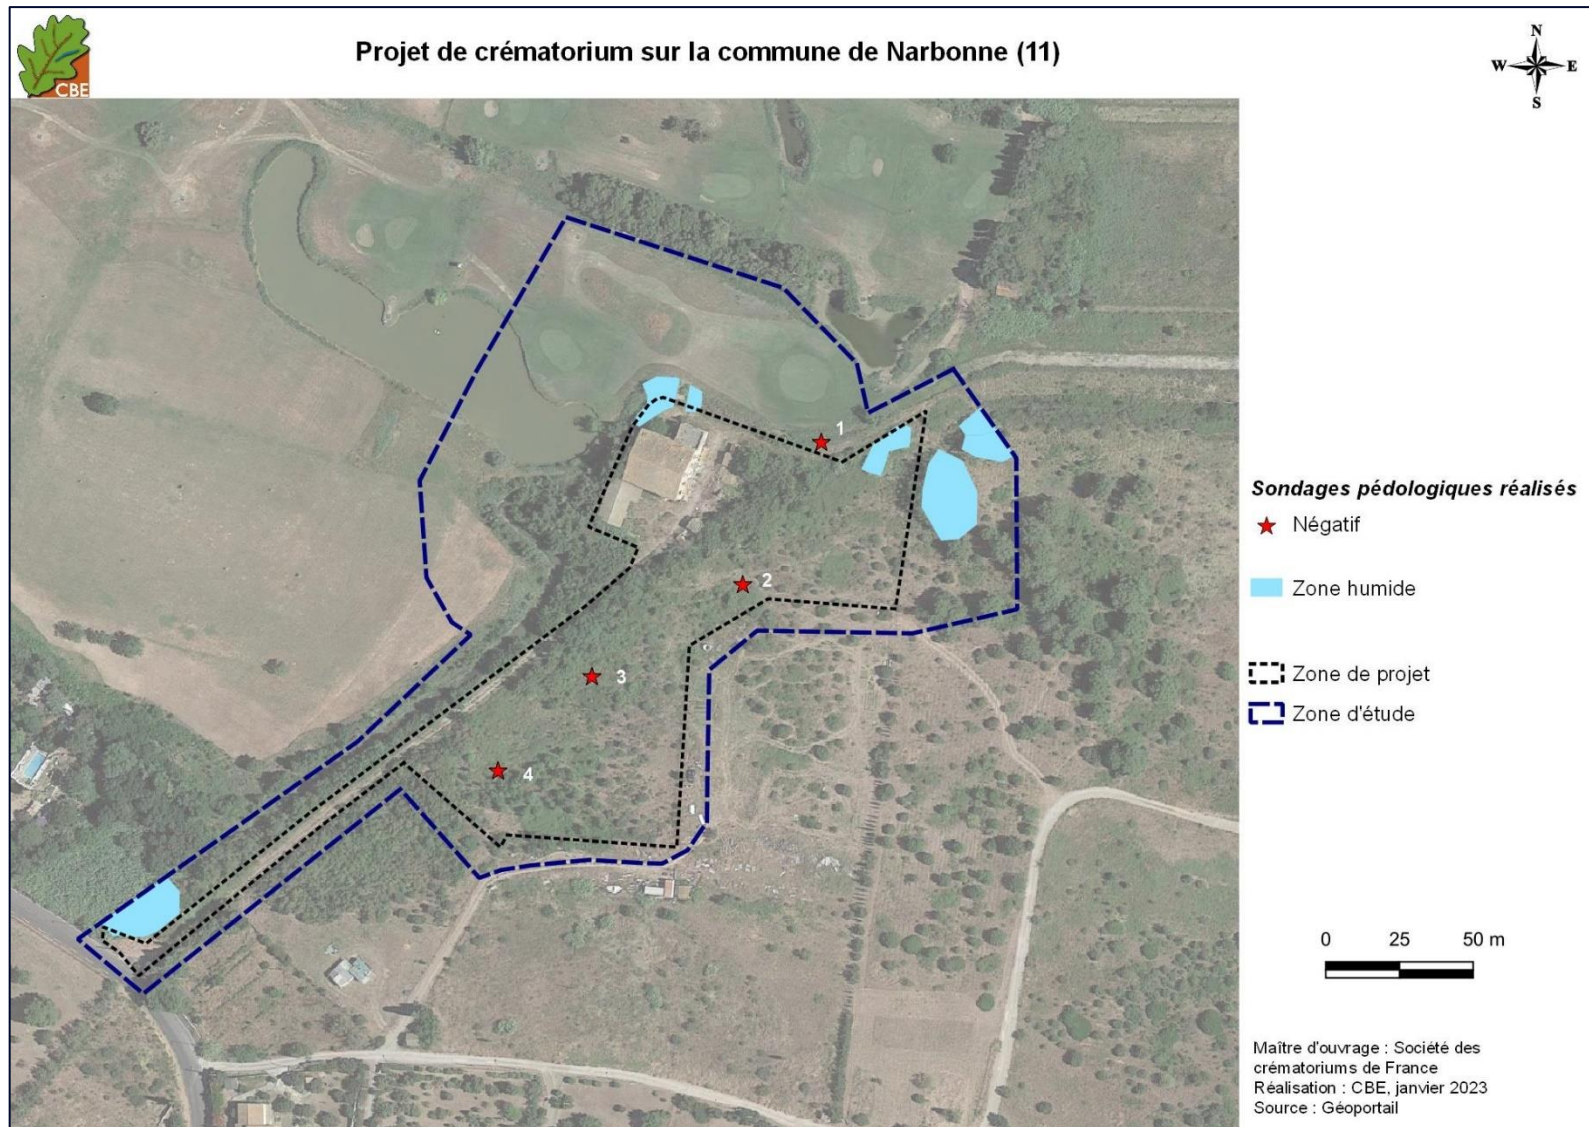 CBE
Projet de crématorium sur la commune de Narbonne (11)
N
W E
S
1
2
3
4
Sondages pédologiques réalisés
Négatif
Zone humide
Zone de projet
Zone d'étude
0 25 50 m
Maître d'ouvrage : Société des
crématoriums de France
Réalisation : CBE, janvier 2023
Source : Géoportail